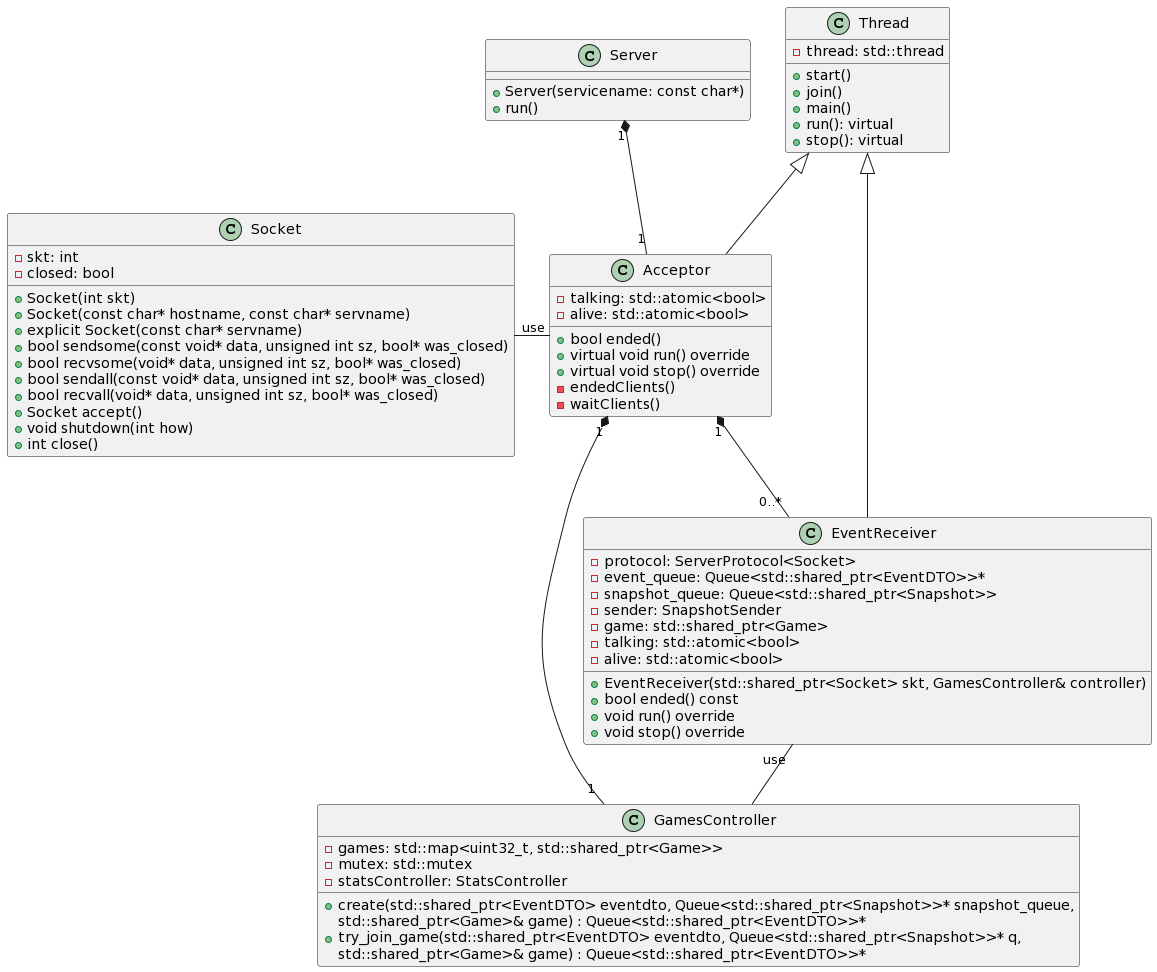 C Thread
thread: std::thread
start()
join()
main()
run(): virtual
stop(): virtual
C Server
Server(servicename: const char*)
run()
1
1
C Socket
skt: int
closed: bool
Socket(int skt)
Socket(const char* hostname, const char* servname)
explicit Socket(const char* servname)
bool sendsome(const void* data, unsigned int sz, bool* was_closed)
bool recvsome(void* data, unsigned int sz, bool* was_closed)
bool sendall(const void* data, unsigned int sz, bool* was_closed)
bool recvall(void* data, unsigned int sz, bool* was_closed)
Socket accept()
void shutdown(int how)
int close()
use
C Acceptor
talking: std::atomic<bool>
alive: std::atomic<bool>
bool ended()
virtual void run() override
virtual void stop() override
endedClients()
waitClients()
1
1
0..*
C EventReceiver
protocol: ServerProtocol<Socket>
event_queue: Queue<std::shared_ptr<EventDTO>>*
snapshot_queue: Queue<std::shared_ptr<Snapshot>>
sender: SnapshotSender
game: std::shared_ptr<Game>
talking: std::atomic<bool>
alive: std::atomic<bool>
EventReceiver(std::shared_ptr<Socket> skt, GamesController& controller)
bool ended() const
void run() override
void stop() override
use
1
C GamesController
games: std::map<uint32_t, std::shared_ptr<Game>>
mutex: std::mutex
statsController: StatsController
create(std::shared_ptr<EventDTO> eventdto, Queue<std::shared_ptr<Snapshot>>* snapshot_queue,
std::shared_ptr<Game>& game) : Queue<std::shared_ptr<EventDTO>>*
try_join_game(std::shared_ptr<EventDTO> eventdto, Queue<std::shared_ptr<Snapshot>>* q,
std::shared_ptr<Game>& game) : Queue<std::shared_ptr<EventDTO>>*